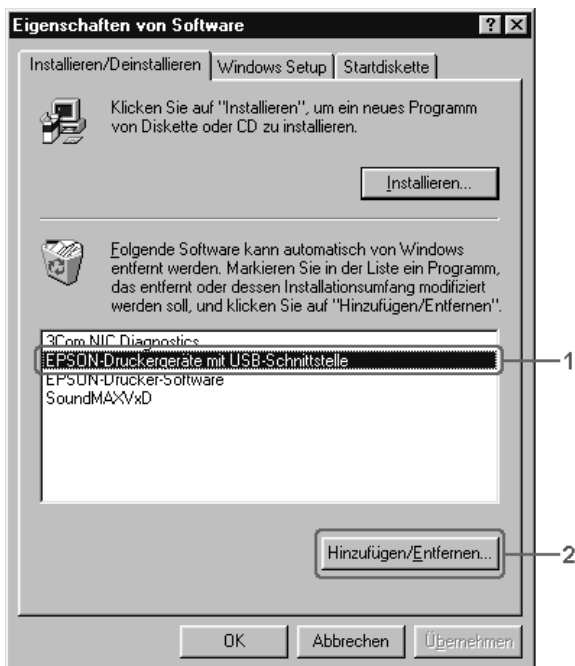 Eigenschaften von Software
Installieren/Deinstallieren
Windows Setup
Startdiskette
Klicken Sie auf "Installieren", um ein neues Programm
von Diskette oder CD zu installieren.
Installieren...
Folgende Software kann automatisch von Windows
entfernt werden. Markieren Sie in der Liste ein Programm,
das entfernt oder dessen Installationsumfang modifiziert
werden soll, und klicken Sie auf "Hinzufügen/Entfernen".
3Com NIC Diagnostics
EPSON-Druckergeräte mit USB-Schnittstelle
1
EPSON-Drucker-Software
SoundMAXVxD
Hinzufügen/Entfernen...
2
OK
Abbrechen
Übernehmen